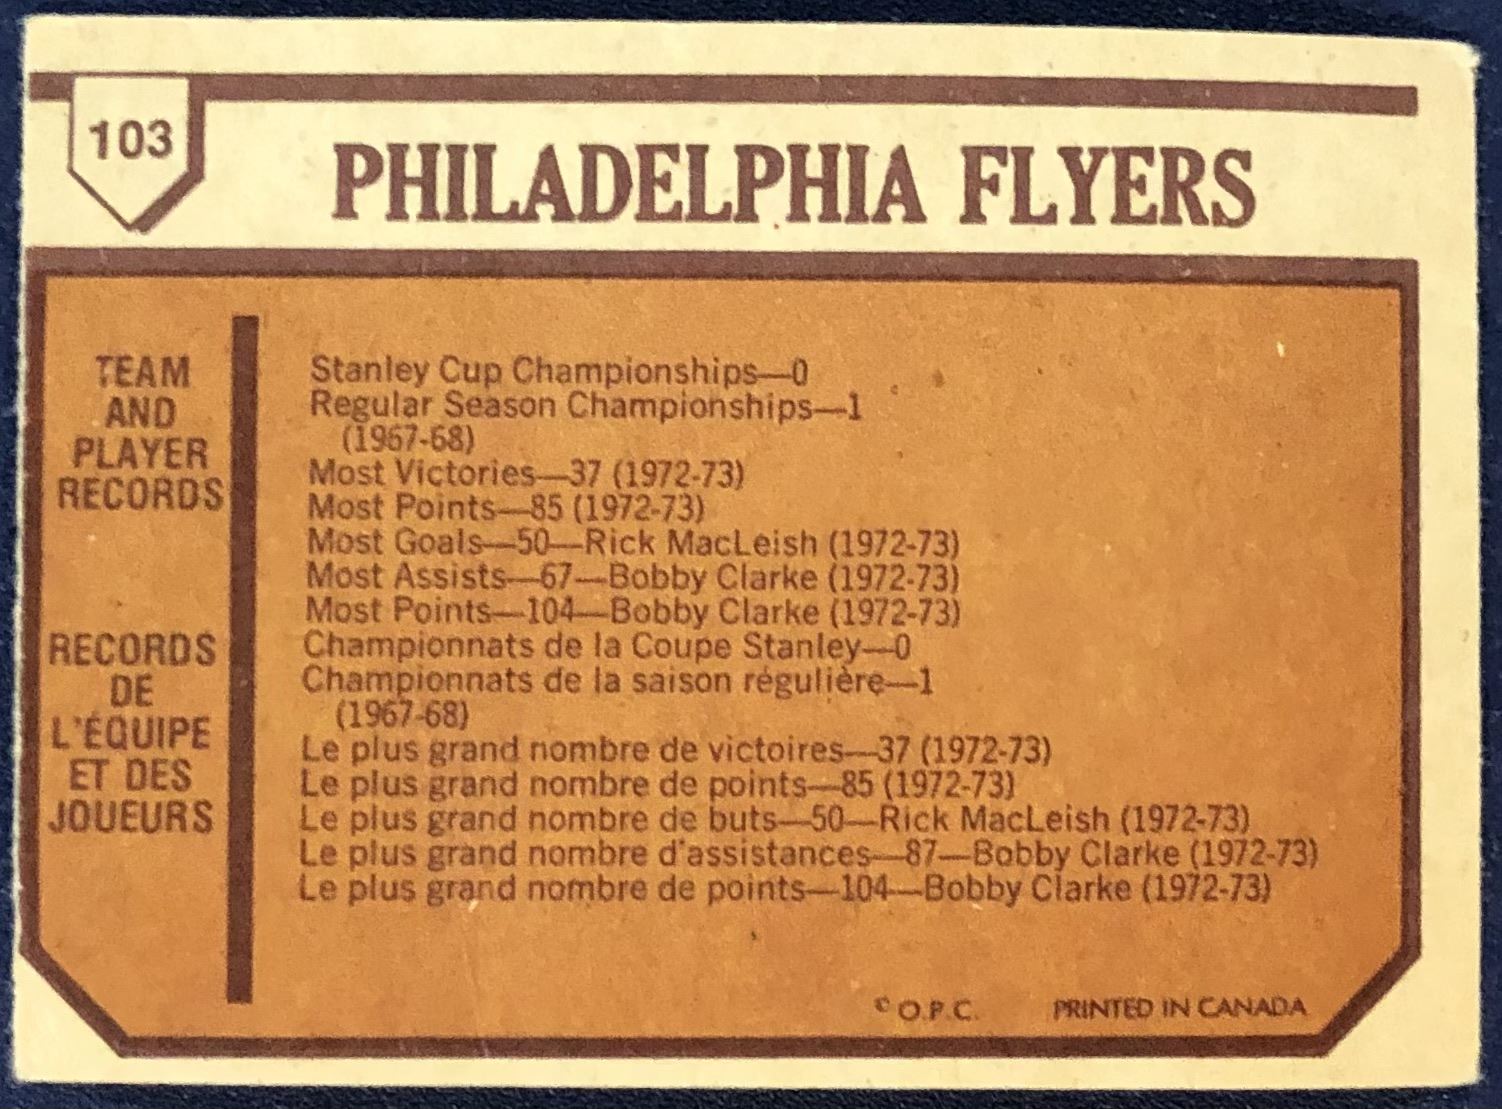 103
PHILADELPHIA FLYERS
TEAM
AND
PLAYER
RECORDS
Stanley Cup Championships—0
Regular Season Championships—1
(1967-68)
Most Victories—37 (1972-73)
Most Points—85 (1972-73)
Most Goals—50—Rick MacLeish (1972-73)
Most Assists—67—Bobby Clarke (1972-73)
Most Points—104—Bobby Clarke (1972-73)
RECORDS
DE
L'ÉQUIPE
ET DES
JOUEURS
Championnats de la Coupe Stanley—0
Championnats de la saison régulière—1
(1967-68)
Le plus grand nombre de victoires—37 (1972-73)
Le plus grand nombre de points—85 (1972-73)
Le plus grand nombre de buts—50—Rick MacLeish (1972-73)
Le plus grand nombre d'assistances—87—Bobby Clarke (1972-73)
Le plus grand nombre de points—104—Bobby Clarke (1972-73)
© O.P.C. PRINTED IN CANADA